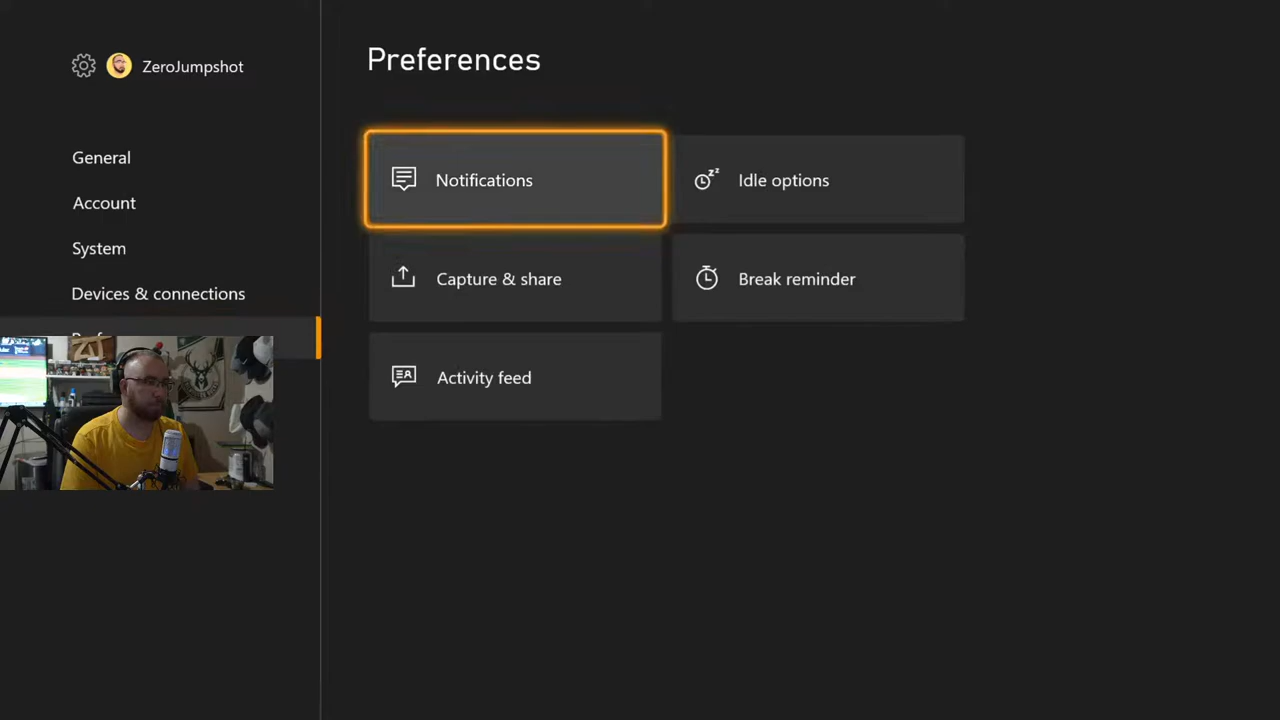 ZeroJumpshot
General
Account
System
Devices & connections
Preferences
Notifications
Idle options
Capture & share
Break reminder
Activity feed